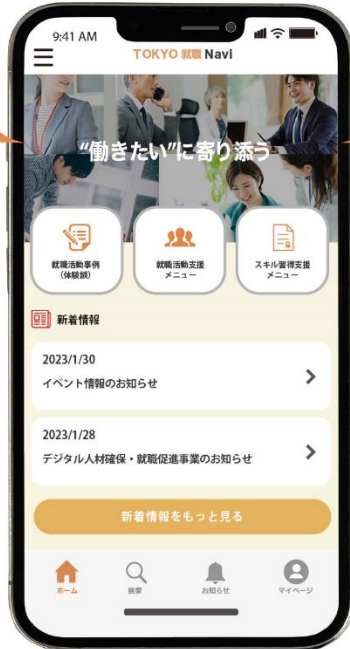 9:41 AM
TOKYO 就職 Navi
“働きたい”に寄り添う
就職活動事例
(体験談)
就職活動支援
メニュー
スキル習得支援
メニュー
新着情報
2023/1/30
イベント情報のお知らせ
2023/1/28
デジタル人材確保・就職促進事業のお知らせ
新着情報をもっと見る
ホーム
検索
お知らせ
マイページ